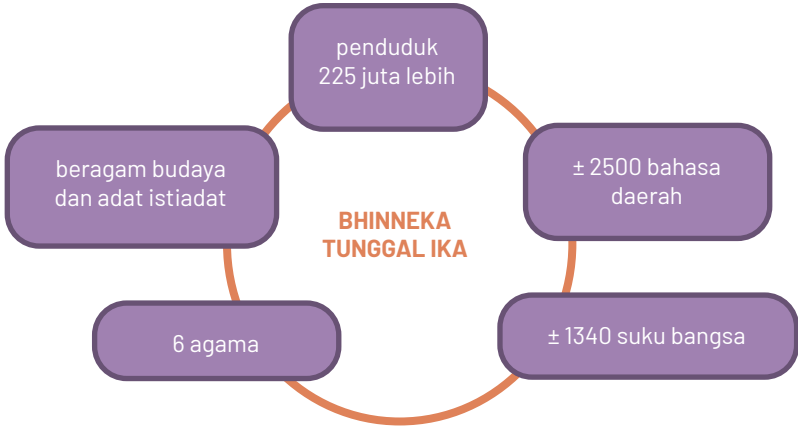 penduduk
225 juta lebih
beragam budaya
dan adat istiadat
± 2500 bahasa
daerah
BHINNEKA
TUNGGAL IKA
6 agama
± 1340 suku bangsa